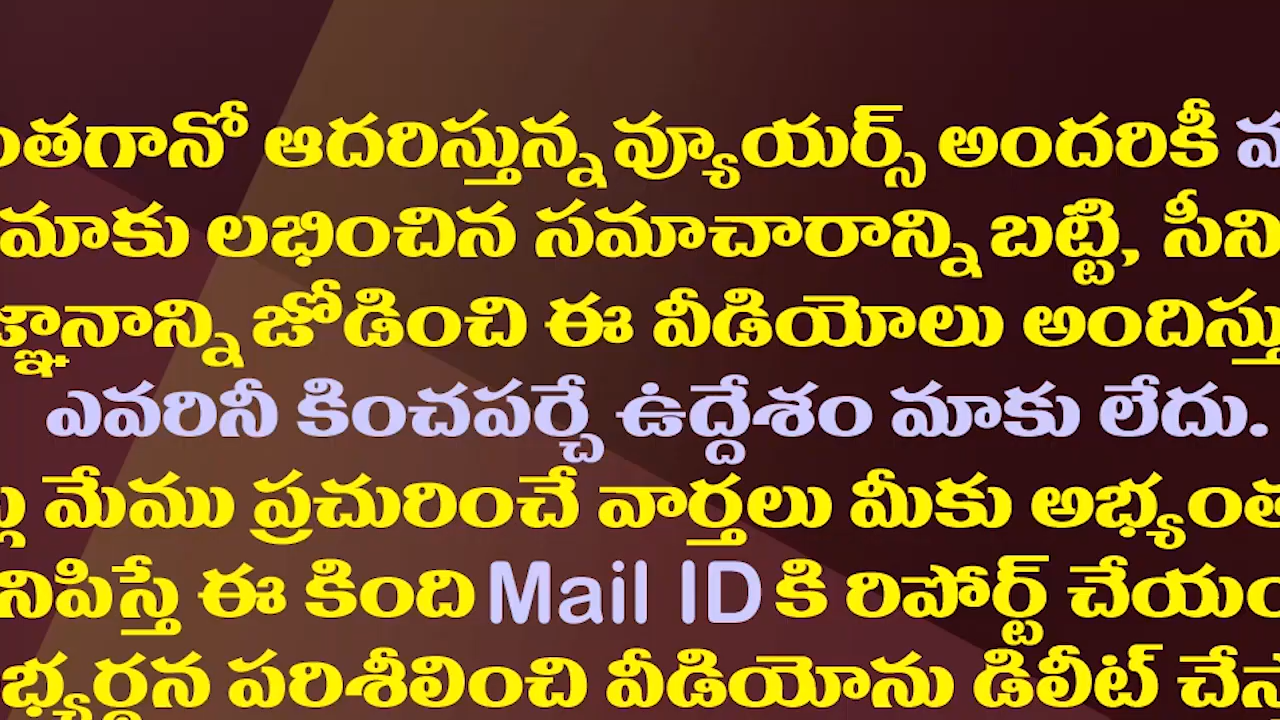 ఆదరిస్తున్న వ్యూయర్స్ అందరికీ
మాకు లభించిన సమాచారాన్ని బట్టి,
జోడించి ఈ వీడియోలు
ఎవరినీ కించపర్చే ఉద్దేశం మాకు లేదు.
మేము ప్రచురించే వార్తలు మీకు
ఈ కింది Mail ID కి రిపోర్ట్
పరిశీలించి వీడియోను డిలీట్